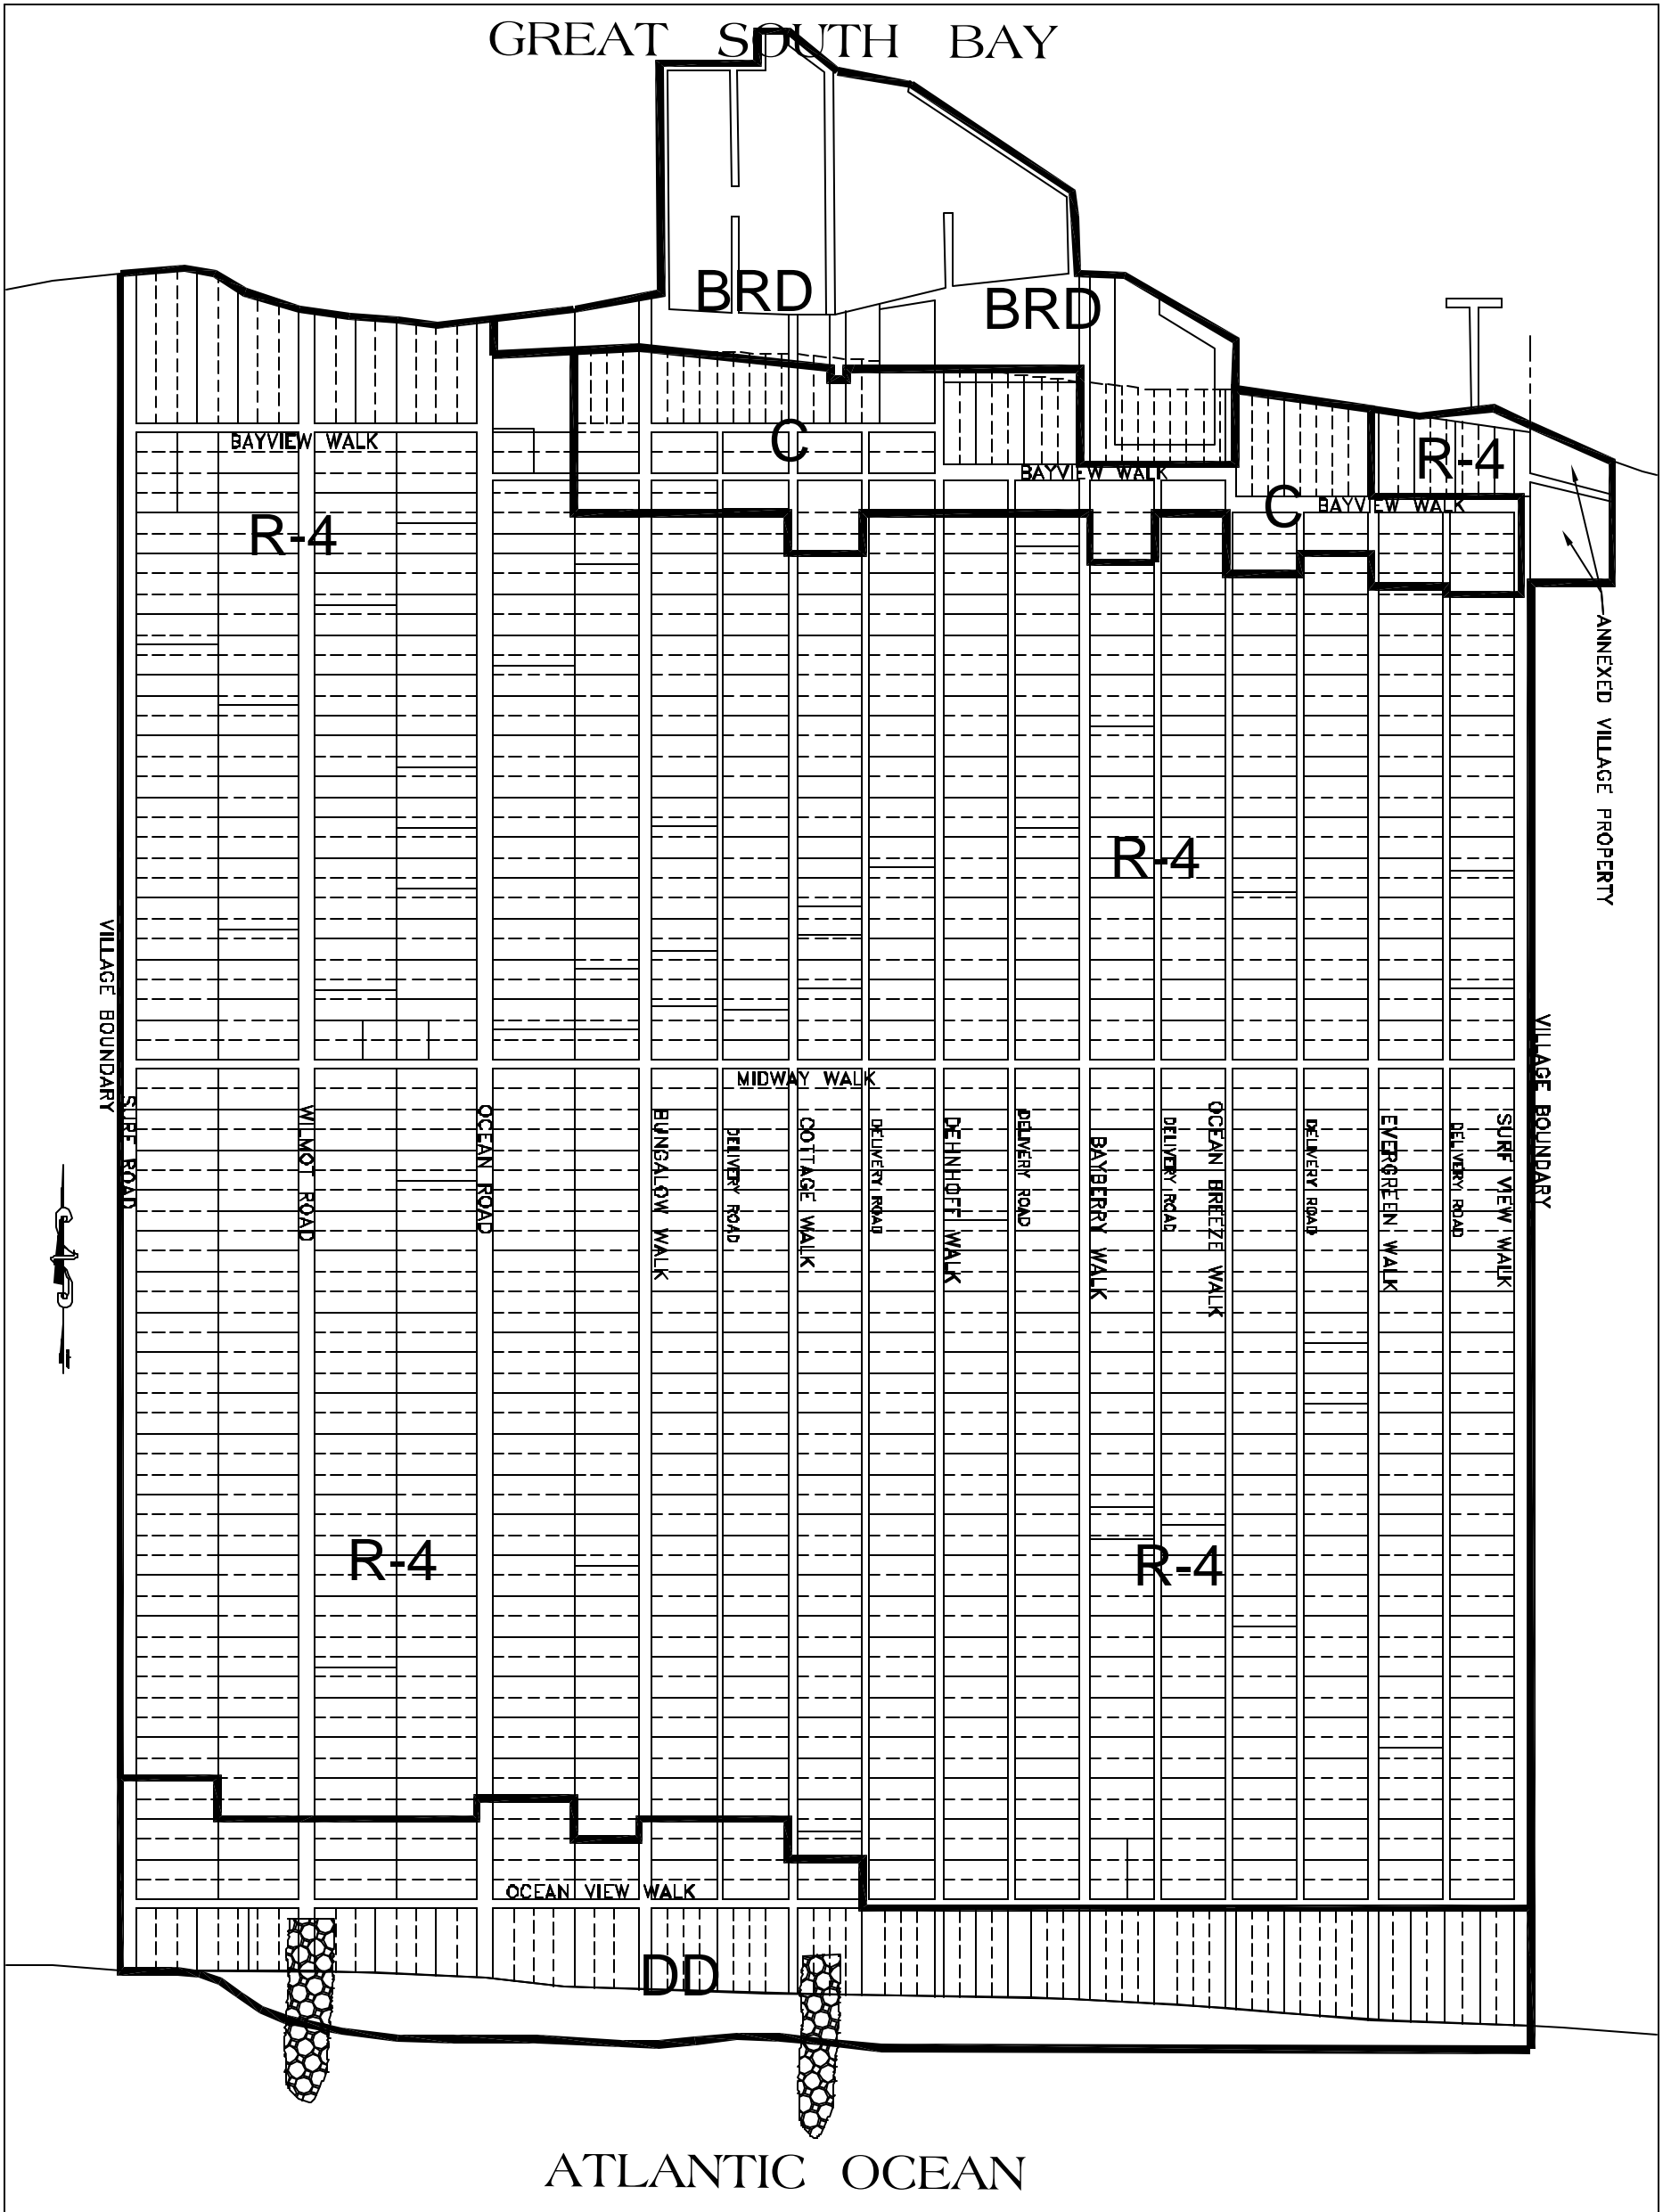 GREAT SOUTH BAY
BRD
BRD
BAYVIEW WALK
C
BAYVIEW WALK
R-4
C
BAYVIEW WALK
R-4
ANNEXED VILLAGE PROPERTY
R-4
VILLAGE BOUNDARY
VILLAGE BOUNDARY
MIDWAY WALK
SURF ROAD
WILMOT ROAD
OCEAN ROAD
BUNGALOW WALK
DELIVERY ROAD
COTTAGE WALK
DELIVERY ROAD
DEHNHOFF WALK
DELIVERY ROAD
BAYBERRY WALK
DELIVERY ROAD
OCEAN BREEZE WALK
DELIVERY ROAD
EVERGREEN WALK
DELIVERY ROAD
SURF VIEW WALK
R-4
R-4
OCEAN VIEW WALK
DD
ATLANTIC OCEAN